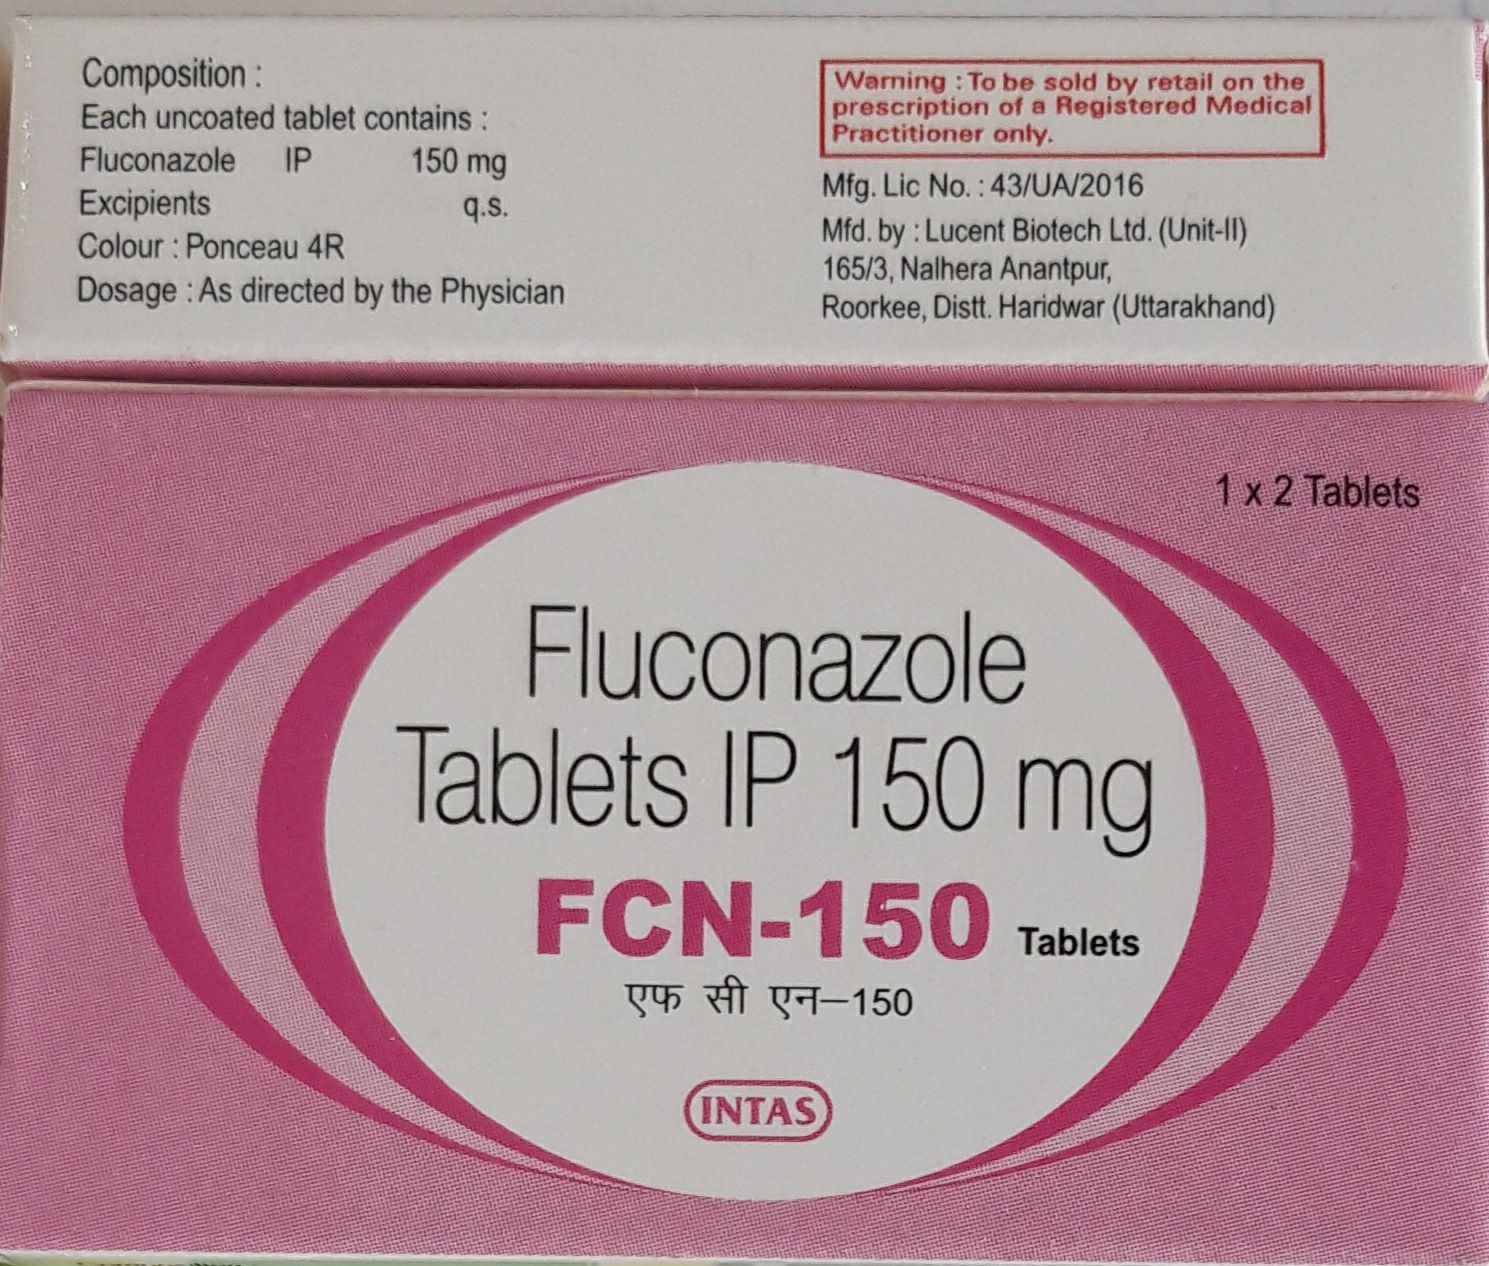 Composition :
Each uncoated tablet contains :
Fluconazole IP 150 mg
Excipients q.s.
Colour : Ponceau 4R
Dosage : As directed by the Physician
Warning : To be sold by retail on the
prescription of a Registered Medical
Practitioner only.
Mfg. Lic No. : 43/UA/2016
Mfd. by : Lucent Biotech Ltd. (Unit-II)
165/3, Nalhera Anantpur,
Roorkee, Distt. Haridwar (Uttarakhand)
1 x 2 Tablets
Fluconazole
Tablets IP 150 mg
FCN-150 Tablets
एफ सी एन–150
INTAS